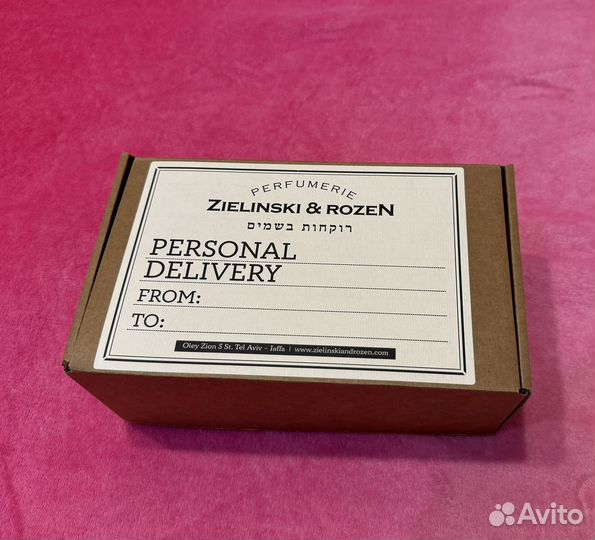 PERFUMERIE
ZIELINSKI & ROZEN
רוקחות בשמים
PERSONAL
DELIVERY
FROM:
TO:
Oley Zion 5 St. Tel Aviv - Jaffa | www.zielinskiandrozen.com
Avito